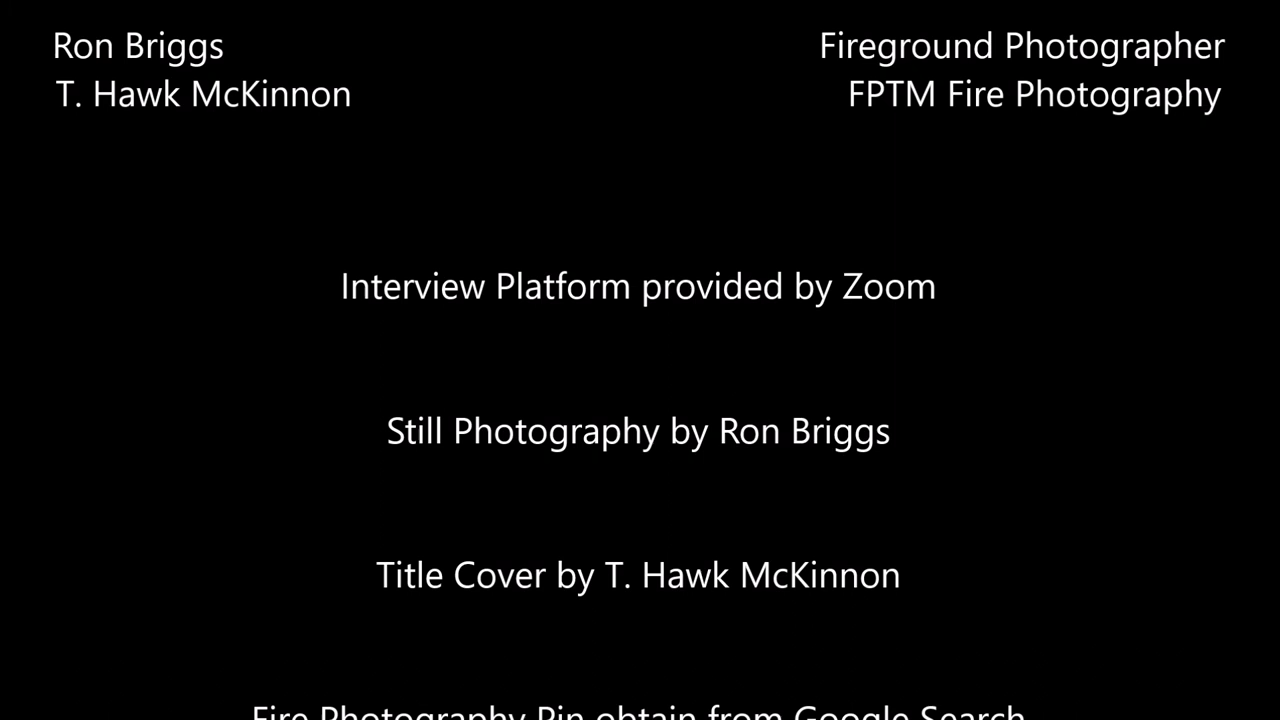 Ron Briggs Fireground Photographer
T. Hawk McKinnon FPTM Fire Photography
Interview Platform provided by Zoom
Still Photography by Ron Briggs
Title Cover by T. Hawk McKinnon
Fire Photography Pin obtain from Google Search